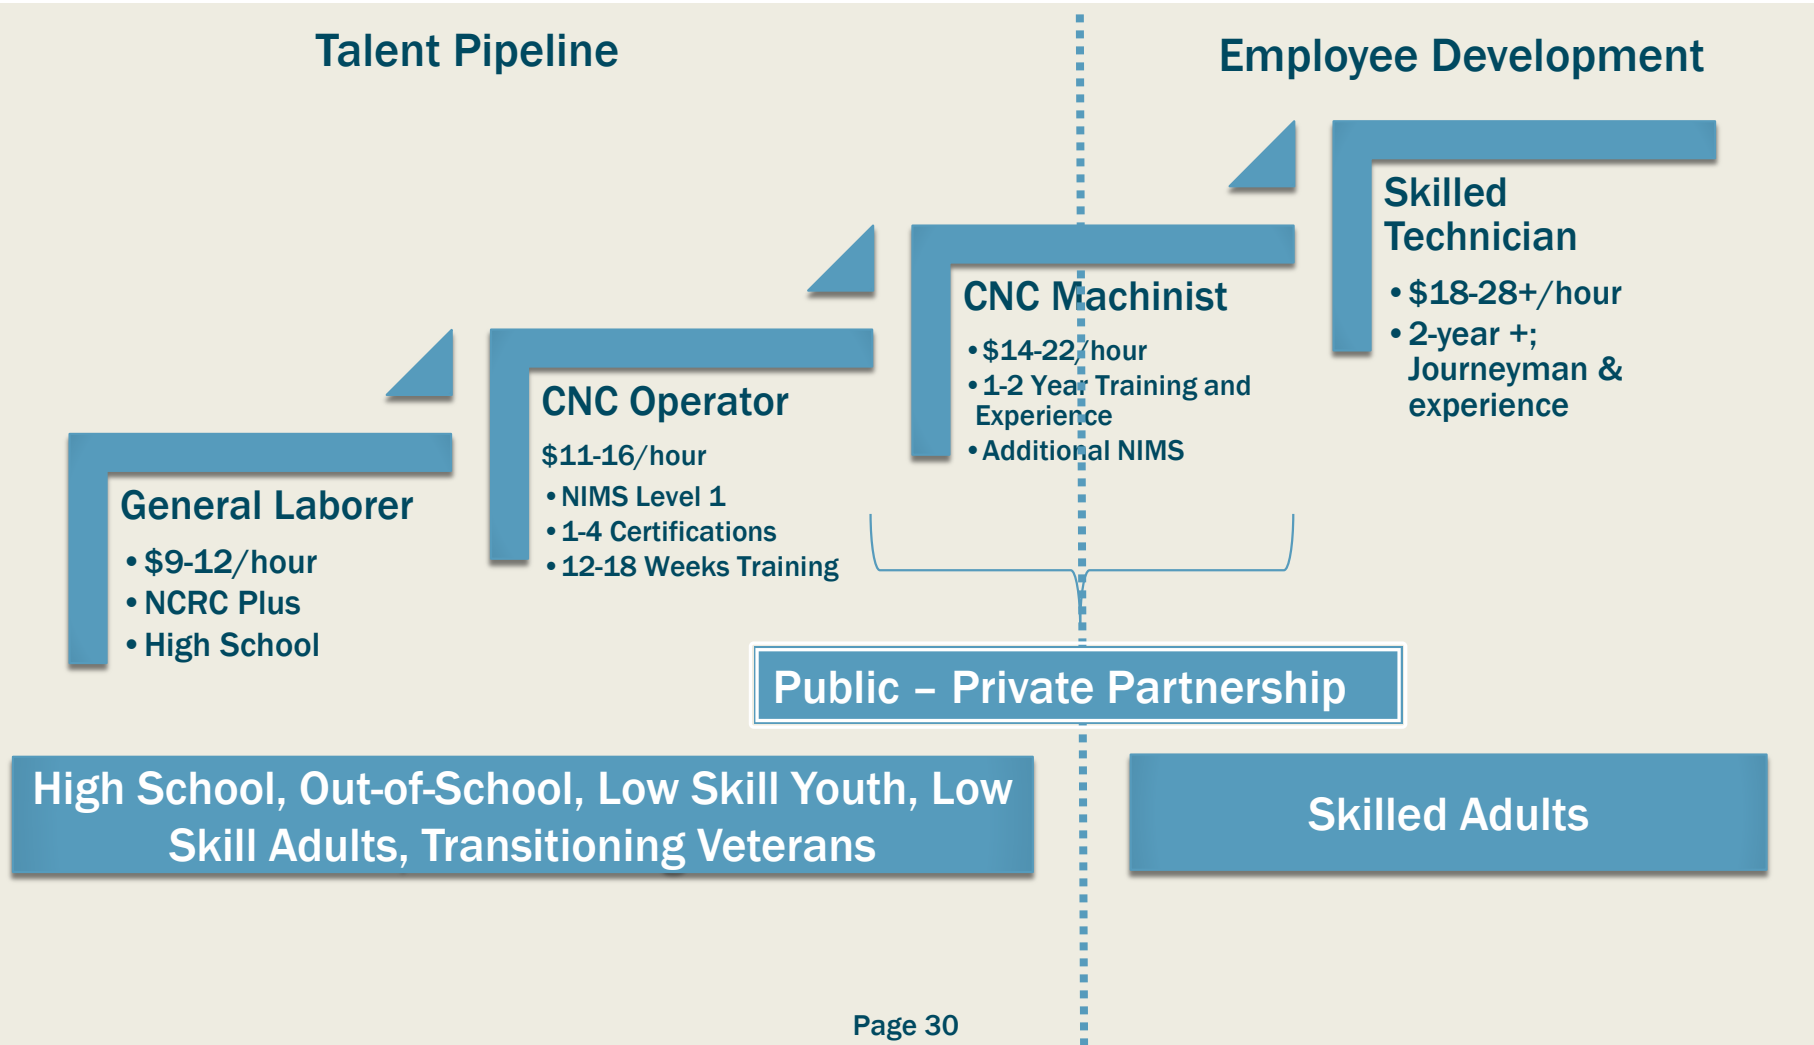 Talent Pipeline
Employee Development
General Laborer
•$9-12/hour
•NCRC Plus
•High School
CNC Operator
$11-16/hour
•NIMS Level 1
•1-4 Certifications
•12-18 Weeks Training
CNC Machinist
•$14-22/hour
•1-2 Year Training and
Experience
•Additional NIMS
Skilled
Technician
•$18-28+/hour
•2-year +;
Journeyman &
experience
Public – Private Partnership
High School, Out-of-School, Low Skill Youth, Low
Skill Adults, Transitioning Veterans
Skilled Adults
Page 30